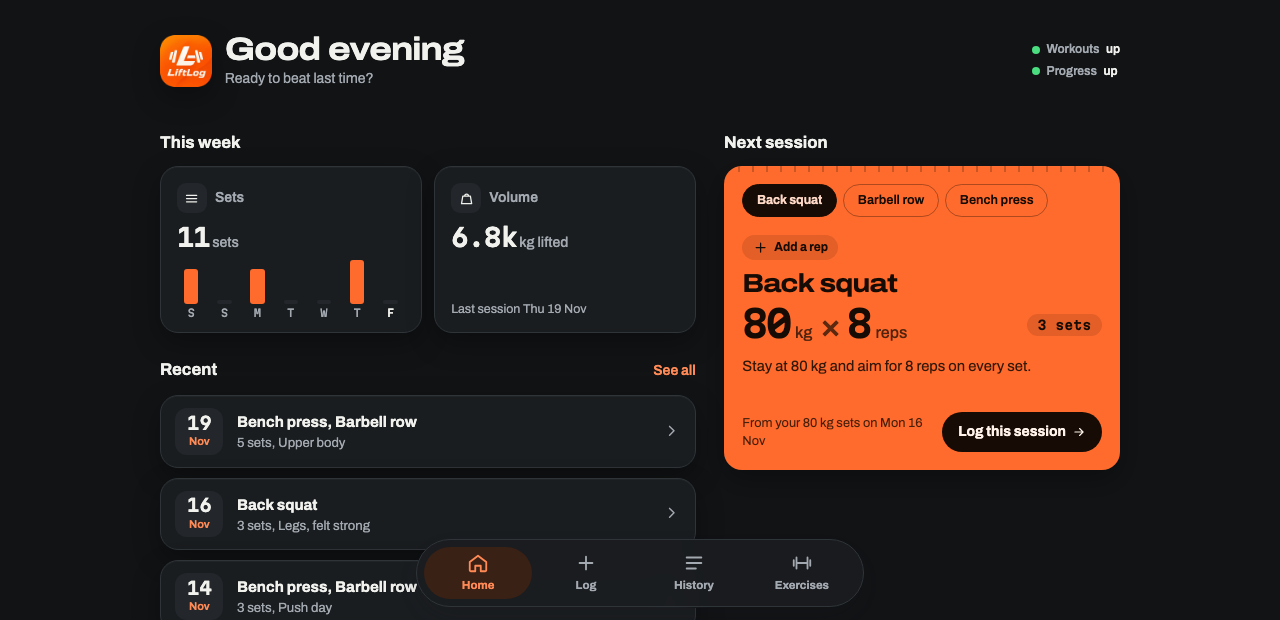 LiftLog
Good evening
Ready to beat last time?
Workouts up
Progress up
This week
Sets
11 sets
S S M T W T F
Volume
6.8k kg lifted
Last session Thu 19 Nov
Next session
Back squat
Barbell row
Bench press
+ Add a rep
Back squat
80 kg × 8 reps
3 sets
Stay at 80 kg and aim for 8 reps on every set.
From your 80 kg sets on Mon 16
Nov
Log this session →
Recent
See all
19
Nov
Bench press, Barbell row
5 sets, Upper body
16
Nov
Back squat
3 sets, Legs, felt strong
14
Nov
Bench press, Barbell row
3 sets, Push day
Home
Log
History
Exercises